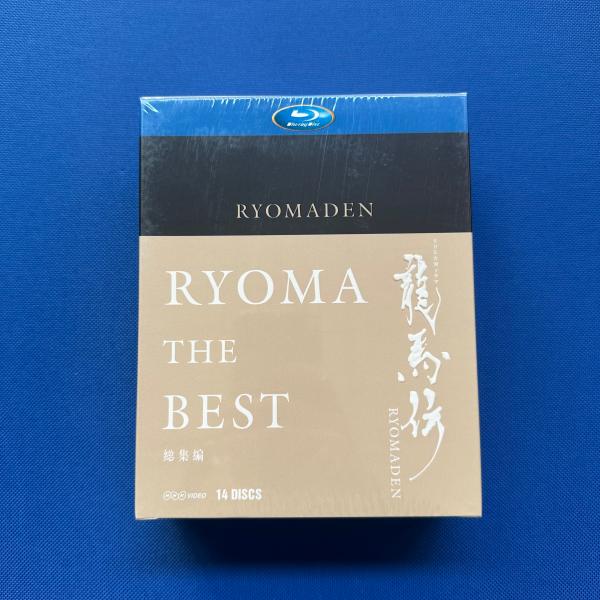 Blu-ray Disc
RYOMADEN
RYOMA
THE
BEST
総集編
NHK VIDEO 14 DISCS
龍馬伝
RYOMADEN